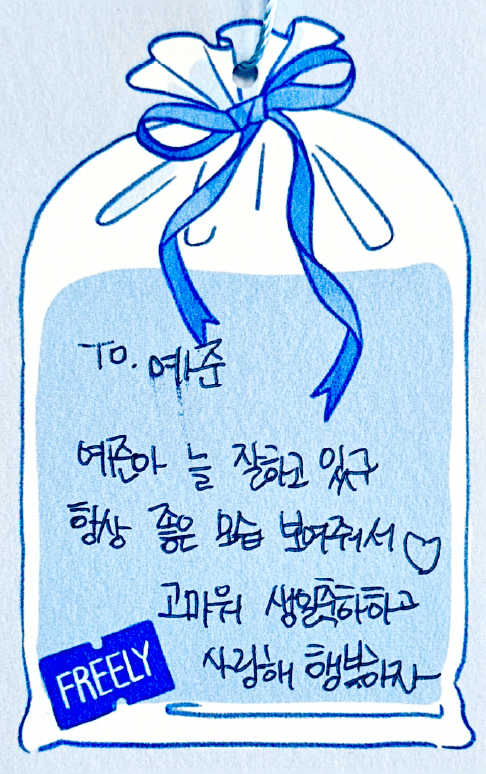 TO. 예준
예준아 늘 잘하고 있구
항상 좋은 모습 보여줘서♡
고마워 생일축하하고
사랑해 행복하자
FREELY